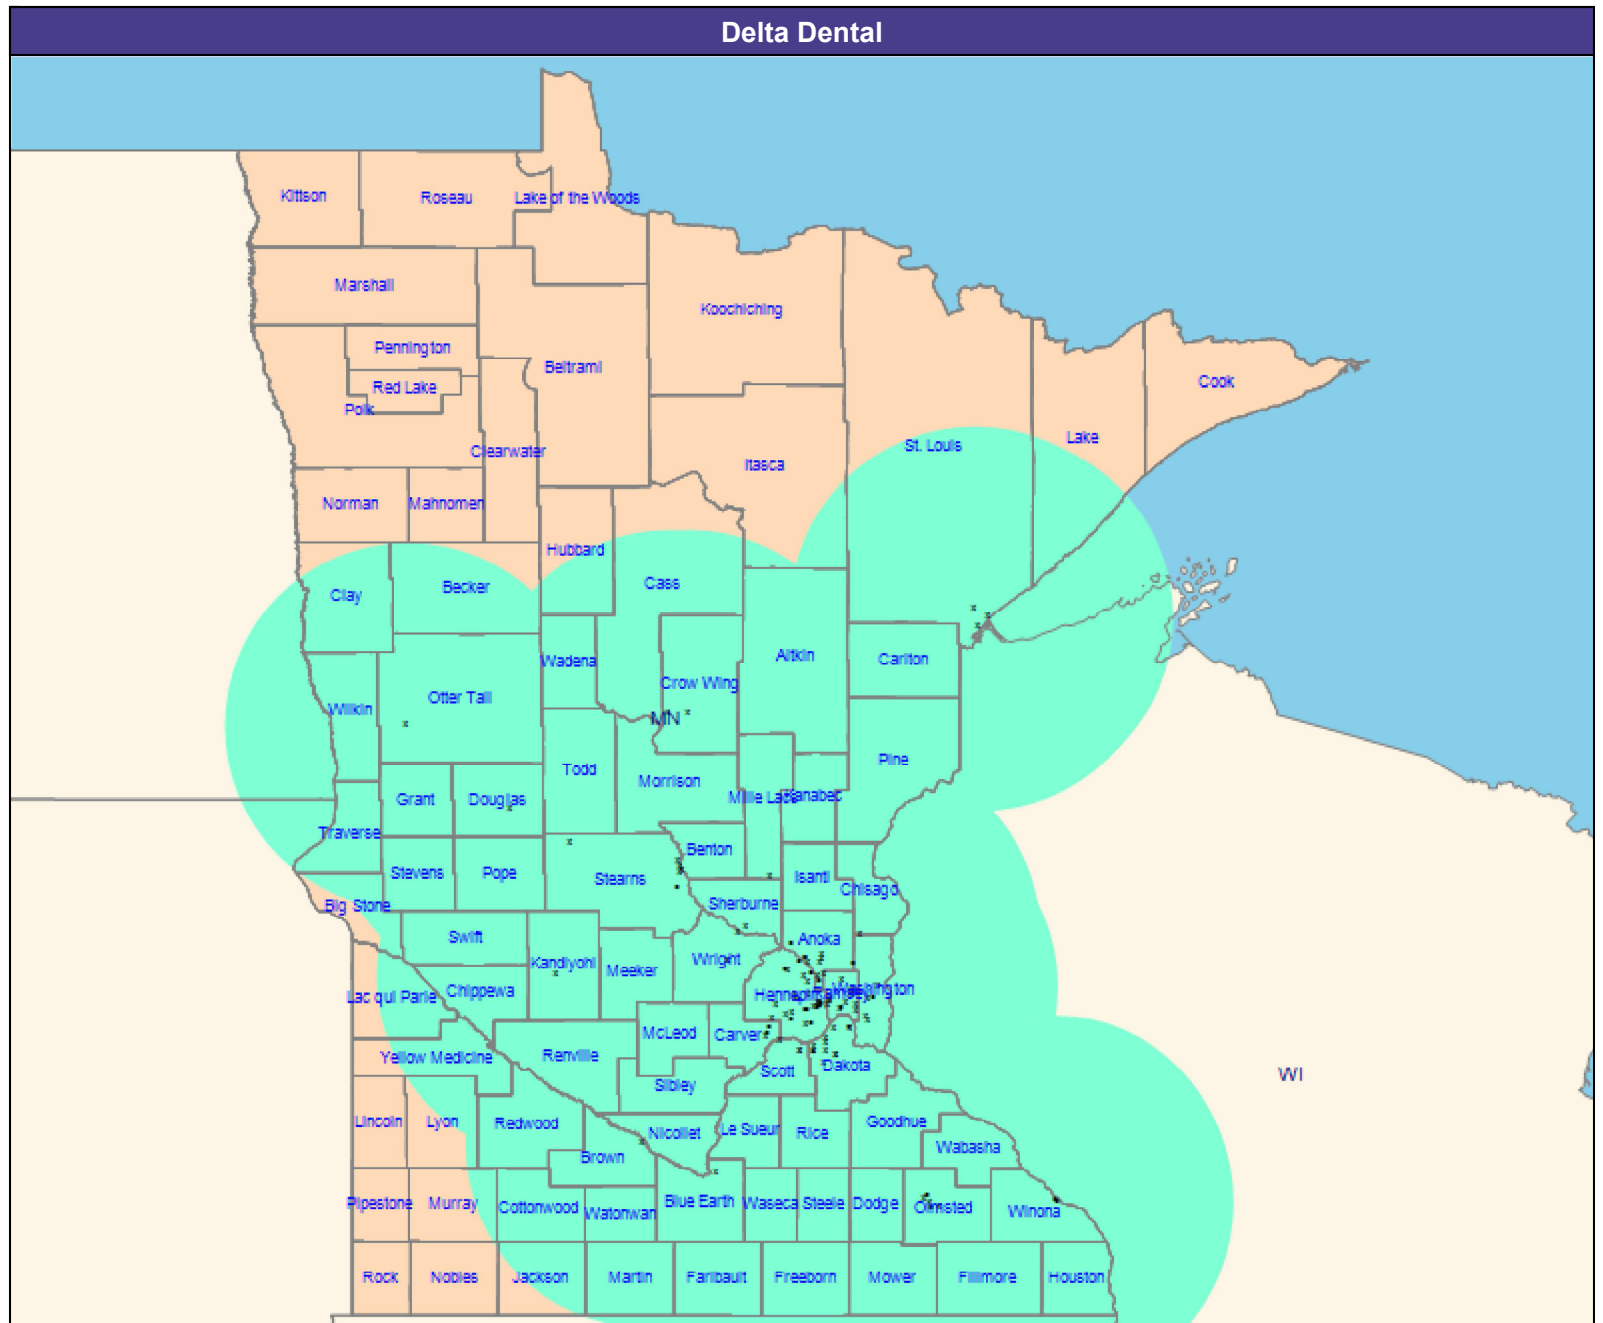 Delta Dental
Kittson
Roseau
Lake of the Woods
Marshall
Koochiching
Pennington
Beltrami
Red Lake
Cook
Polk
Lake
St. Louis
Clearwater
Itasca
Norman
Mahnomen
Hubbard
Cass
Becker
Clay
Aitkin
Carlton
Wadena
Crow Wing
Otter Tail
Wilkin
MN
Pine
Todd
Morrison
Grant
Douglas
Mille Lacs
Kanabec
Traverse
Benton
Stevens
Pope
Stearns
Isanti
Chisago
Big Stone
Sherburne
Swift
Anoka
Kandiyohi
Meeker
Wright
Lac qui Parle
Chippewa
Hennepin
Ramsey
Washington
McLeod
Carver
Yellow Medicine
Renville
Scott
Dakota
WI
Sibley
Lincoln
Lyon
Redwood
Nicollet
Le Sueur
Rice
Goodhue
Wabasha
Brown
Pipestone
Murray
Cottonwood
Watonwan
Blue Earth
Waseca
Steele
Dodge
Olmsted
Winona
Rock
Nobles
Jackson
Martin
Faribault
Freeborn
Mower
Fillmore
Houston